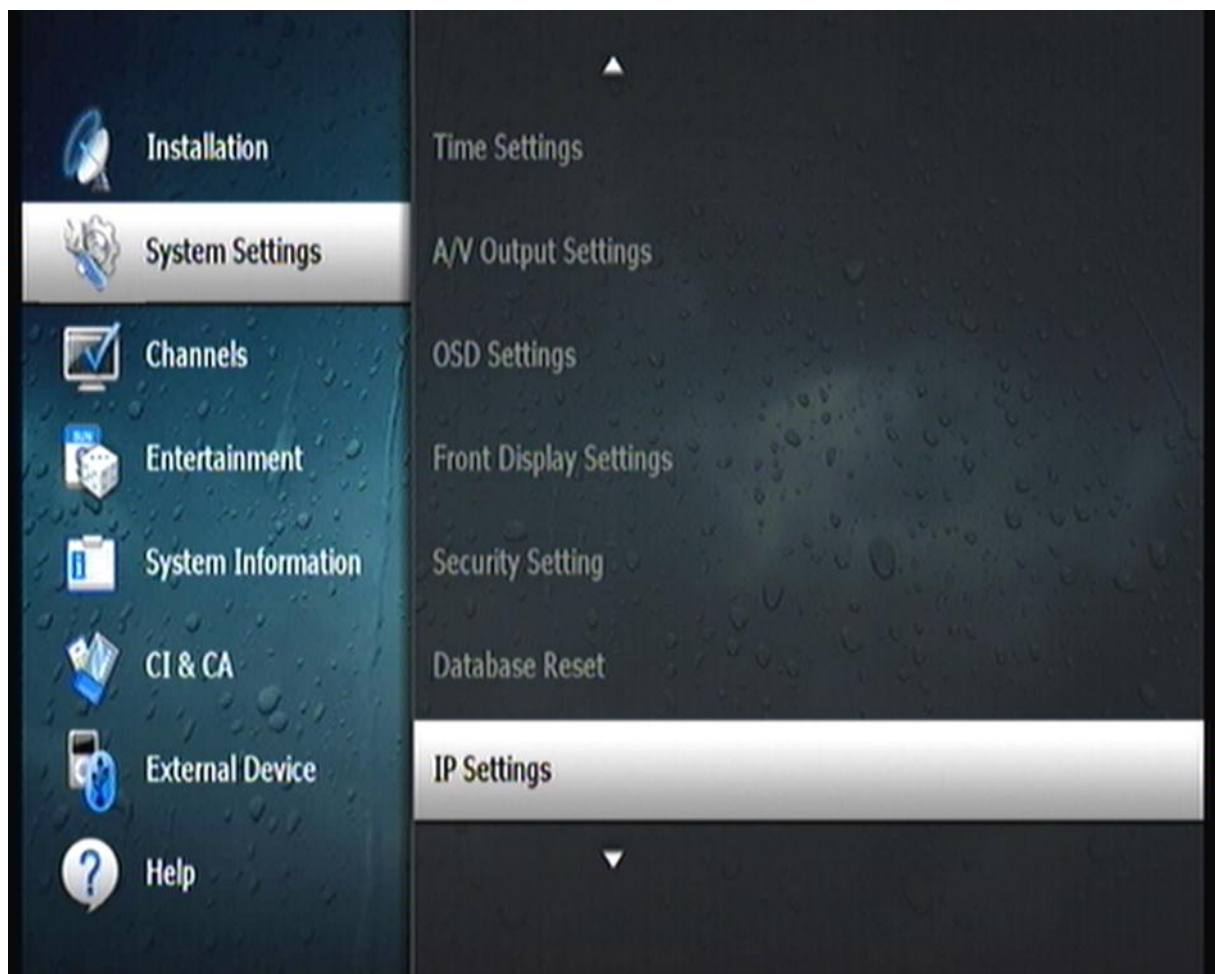 Installation
System Settings
Channels
Entertainment
System Information
CI & CA
External Device
Help
Time Settings
A/V Output Settings
OSD Settings
Front Display Settings
Security Setting
Database Reset
IP Settings